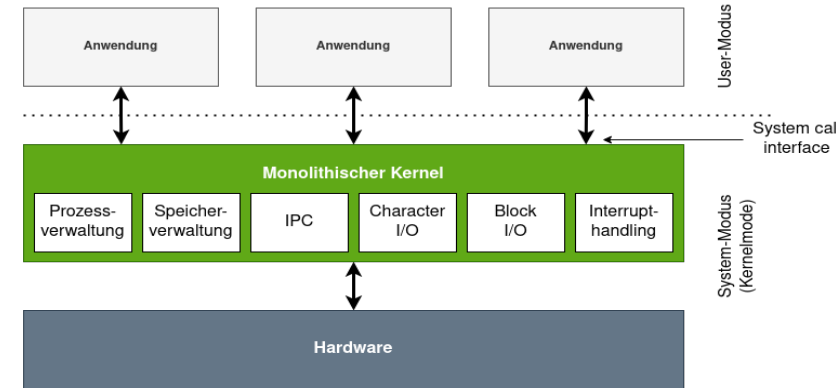 Anwendung
Anwendung
Anwendung
User-Modus
System cal
interface
Monolithischer Kernel
Prozess-
verwaltung
Speicher-
verwaltung
IPC
Character
I/O
Block
I/O
Interrupt-
handling
System-Modus
(Kernelmode)
Hardware